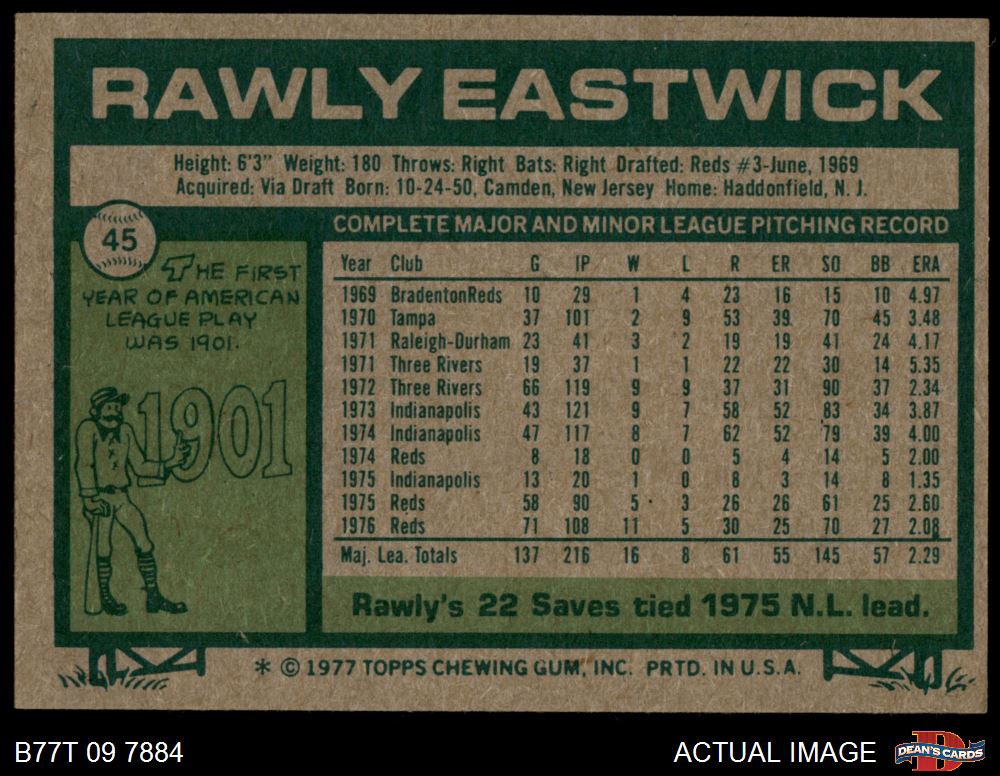 RAWLY EASTWICK
Height: 6'3" Weight: 180 Throws: Right Bats: Right Drafted: Reds #3-June, 1969
Acquired: Via Draft Born: 10-24-50, Camden, New Jersey Home: Haddonfield, N. J.
45
THE FIRST
YEAR OF AMERICAN
LEAGUE PLAY
WAS 1901.
1901
COMPLETE MAJOR AND MINOR LEAGUE PITCHING RECORD
Year Club G IP W L R ER SO BB ERA
1969 BradentonReds 10 29 1 4 23 16 15 10 4.97
1970 Tampa 37 101 2 9 53 39 70 45 3.48
1971 Raleigh-Durham 23 41 3 2 19 19 41 24 4.17
1971 Three Rivers 19 37 1 1 22 22 30 14 5.35
1972 Three Rivers 66 119 9 9 37 31 90 37 2.34
1973 Indianapolis 43 121 9 7 58 52 83 34 3.87
1974 Indianapolis 47 117 8 7 62 52 79 39 4.00
1974 Reds 8 18 0 0 5 4 14 5 2.00
1975 Indianapolis 13 20 1 0 8 3 14 8 1.35
1975 Reds 58 90 5 3 26 26 61 25 2.60
1976 Reds 71 108 11 5 30 25 70 27 2.08
Maj. Lea. Totals 137 216 16 8 61 55 145 57 2.29
Rawly's 22 Saves tied 1975 N.L. lead.
* © 1977 TOPPS CHEWING GUM, INC. PRTD. IN U.S.A.
B77T 09 7884
ACTUAL IMAGE
DEAN'S CARDS